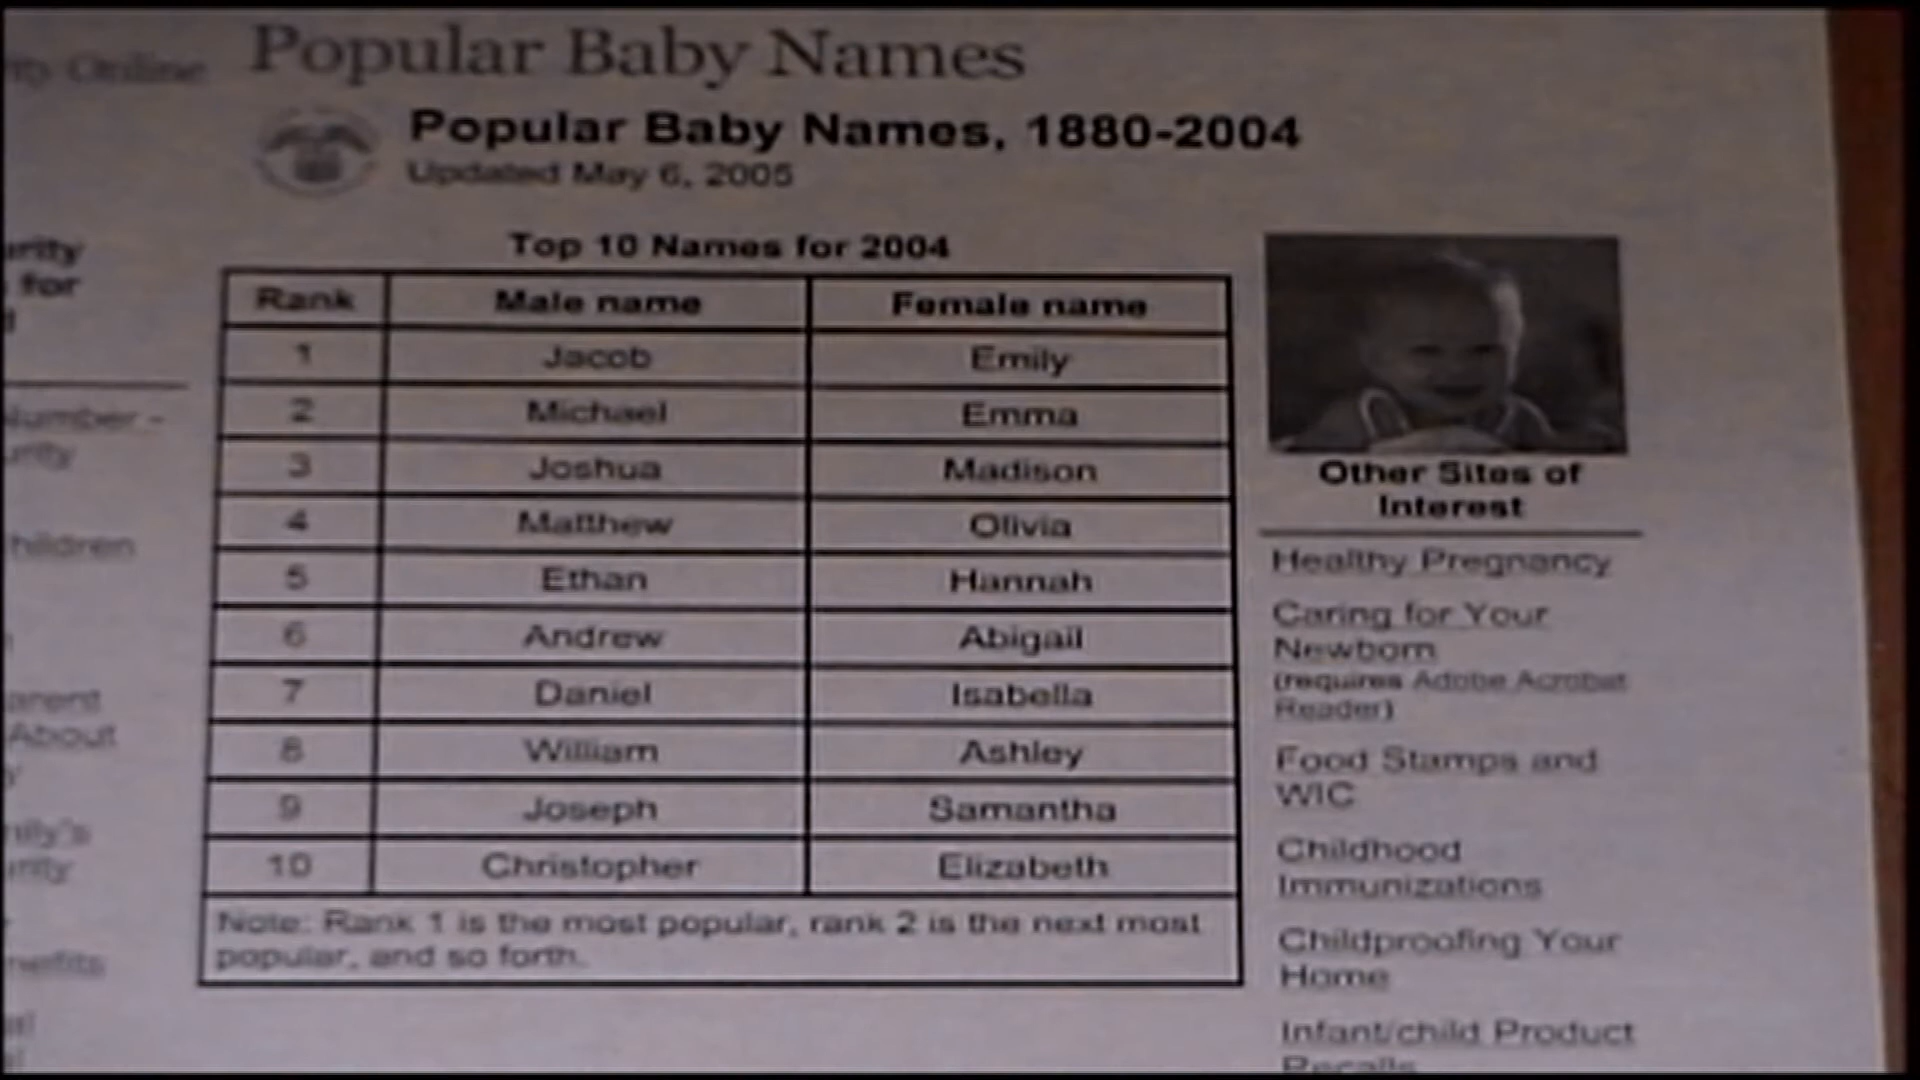 Online
Popular Baby Names
Popular Baby Names, 1880-2004
Updated May 6, 2005
for
Number -
About
Top 10 Names for 2004
Rank Male name Female name
1 Jacob Emily
2 Michael Emma
3 Joshua Madison
4 Matthew Olivia
5 Ethan Hannah
6 Andrew Abigail
7 Daniel Isabella
8 William Ashley
9 Joseph Samantha
10 Christopher Elizabeth
Note: Rank 1 is the most popular, rank 2 is the next most
popular, and so forth.
Other Sites of
Interest
Healthy Pregnancy
Caring for Your
Newborn
(requires Adobe Acrobat
Reader)
Food Stamps and
WIC
Childhood
Immunizations
Childproofing Your
Home
Infant/child Product
Recalls